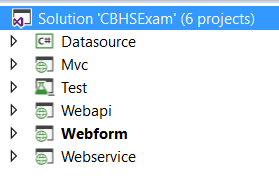 Solution 'CBHSExam' (6 projects)
C# Datasource
Mvc
Test
Webapi
Webform
Webservice